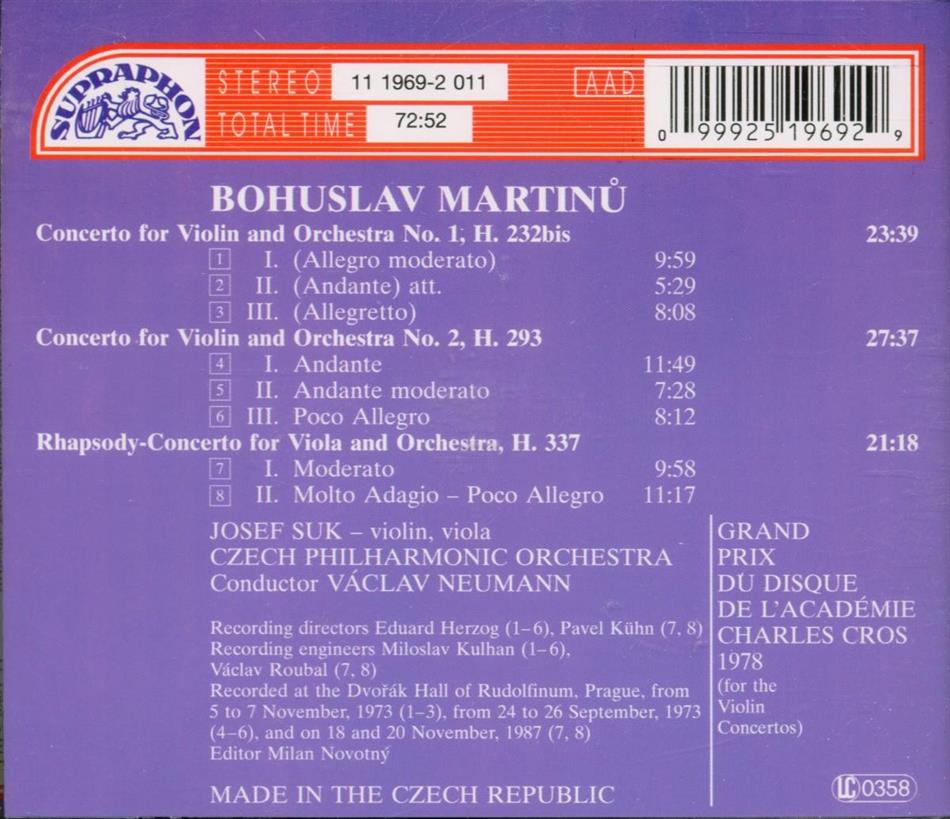 SUPRAPHON
STEREO 11 1969-2 011 AAD
TOTAL TIME 72:52
0 99925 19692 9
BOHUSLAV MARTINŮ
Concerto for Violin and Orchestra No. 1, H. 232bis 23:39
1 I. (Allegro moderato) 9:59
2 II. (Andante) att. 5:29
3 III. (Allegretto) 8:08
Concerto for Violin and Orchestra No. 2, H. 293 27:37
4 I. Andante 11:49
5 II. Andante moderato 7:28
6 III. Poco Allegro 8:12
Rhapsody-Concerto for Viola and Orchestra, H. 337 21:18
7 I. Moderato 9:58
8 II. Molto Adagio – Poco Allegro 11:17
JOSEF SUK – violin, viola
CZECH PHILHARMONIC ORCHESTRA
Conductor VÁCLAV NEUMANN
Recording directors Eduard Herzog (1–6), Pavel Kühn (7, 8)
Recording engineers Miloslav Kulhan (1–6),
Václav Roubal (7, 8)
Recorded at the Dvořák Hall of Rudolfinum, Prague, from
5 to 7 November, 1973 (1–3), from 24 to 26 September, 1973
(4–6), and on 18 and 20 November, 1987 (7, 8)
Editor Milan Novotný
MADE IN THE CZECH REPUBLIC
GRAND
PRIX
DU DISQUE
DE L'ACADÉMIE
CHARLES CROS
1978
(for the
Violin
Concertos)
LC 0358